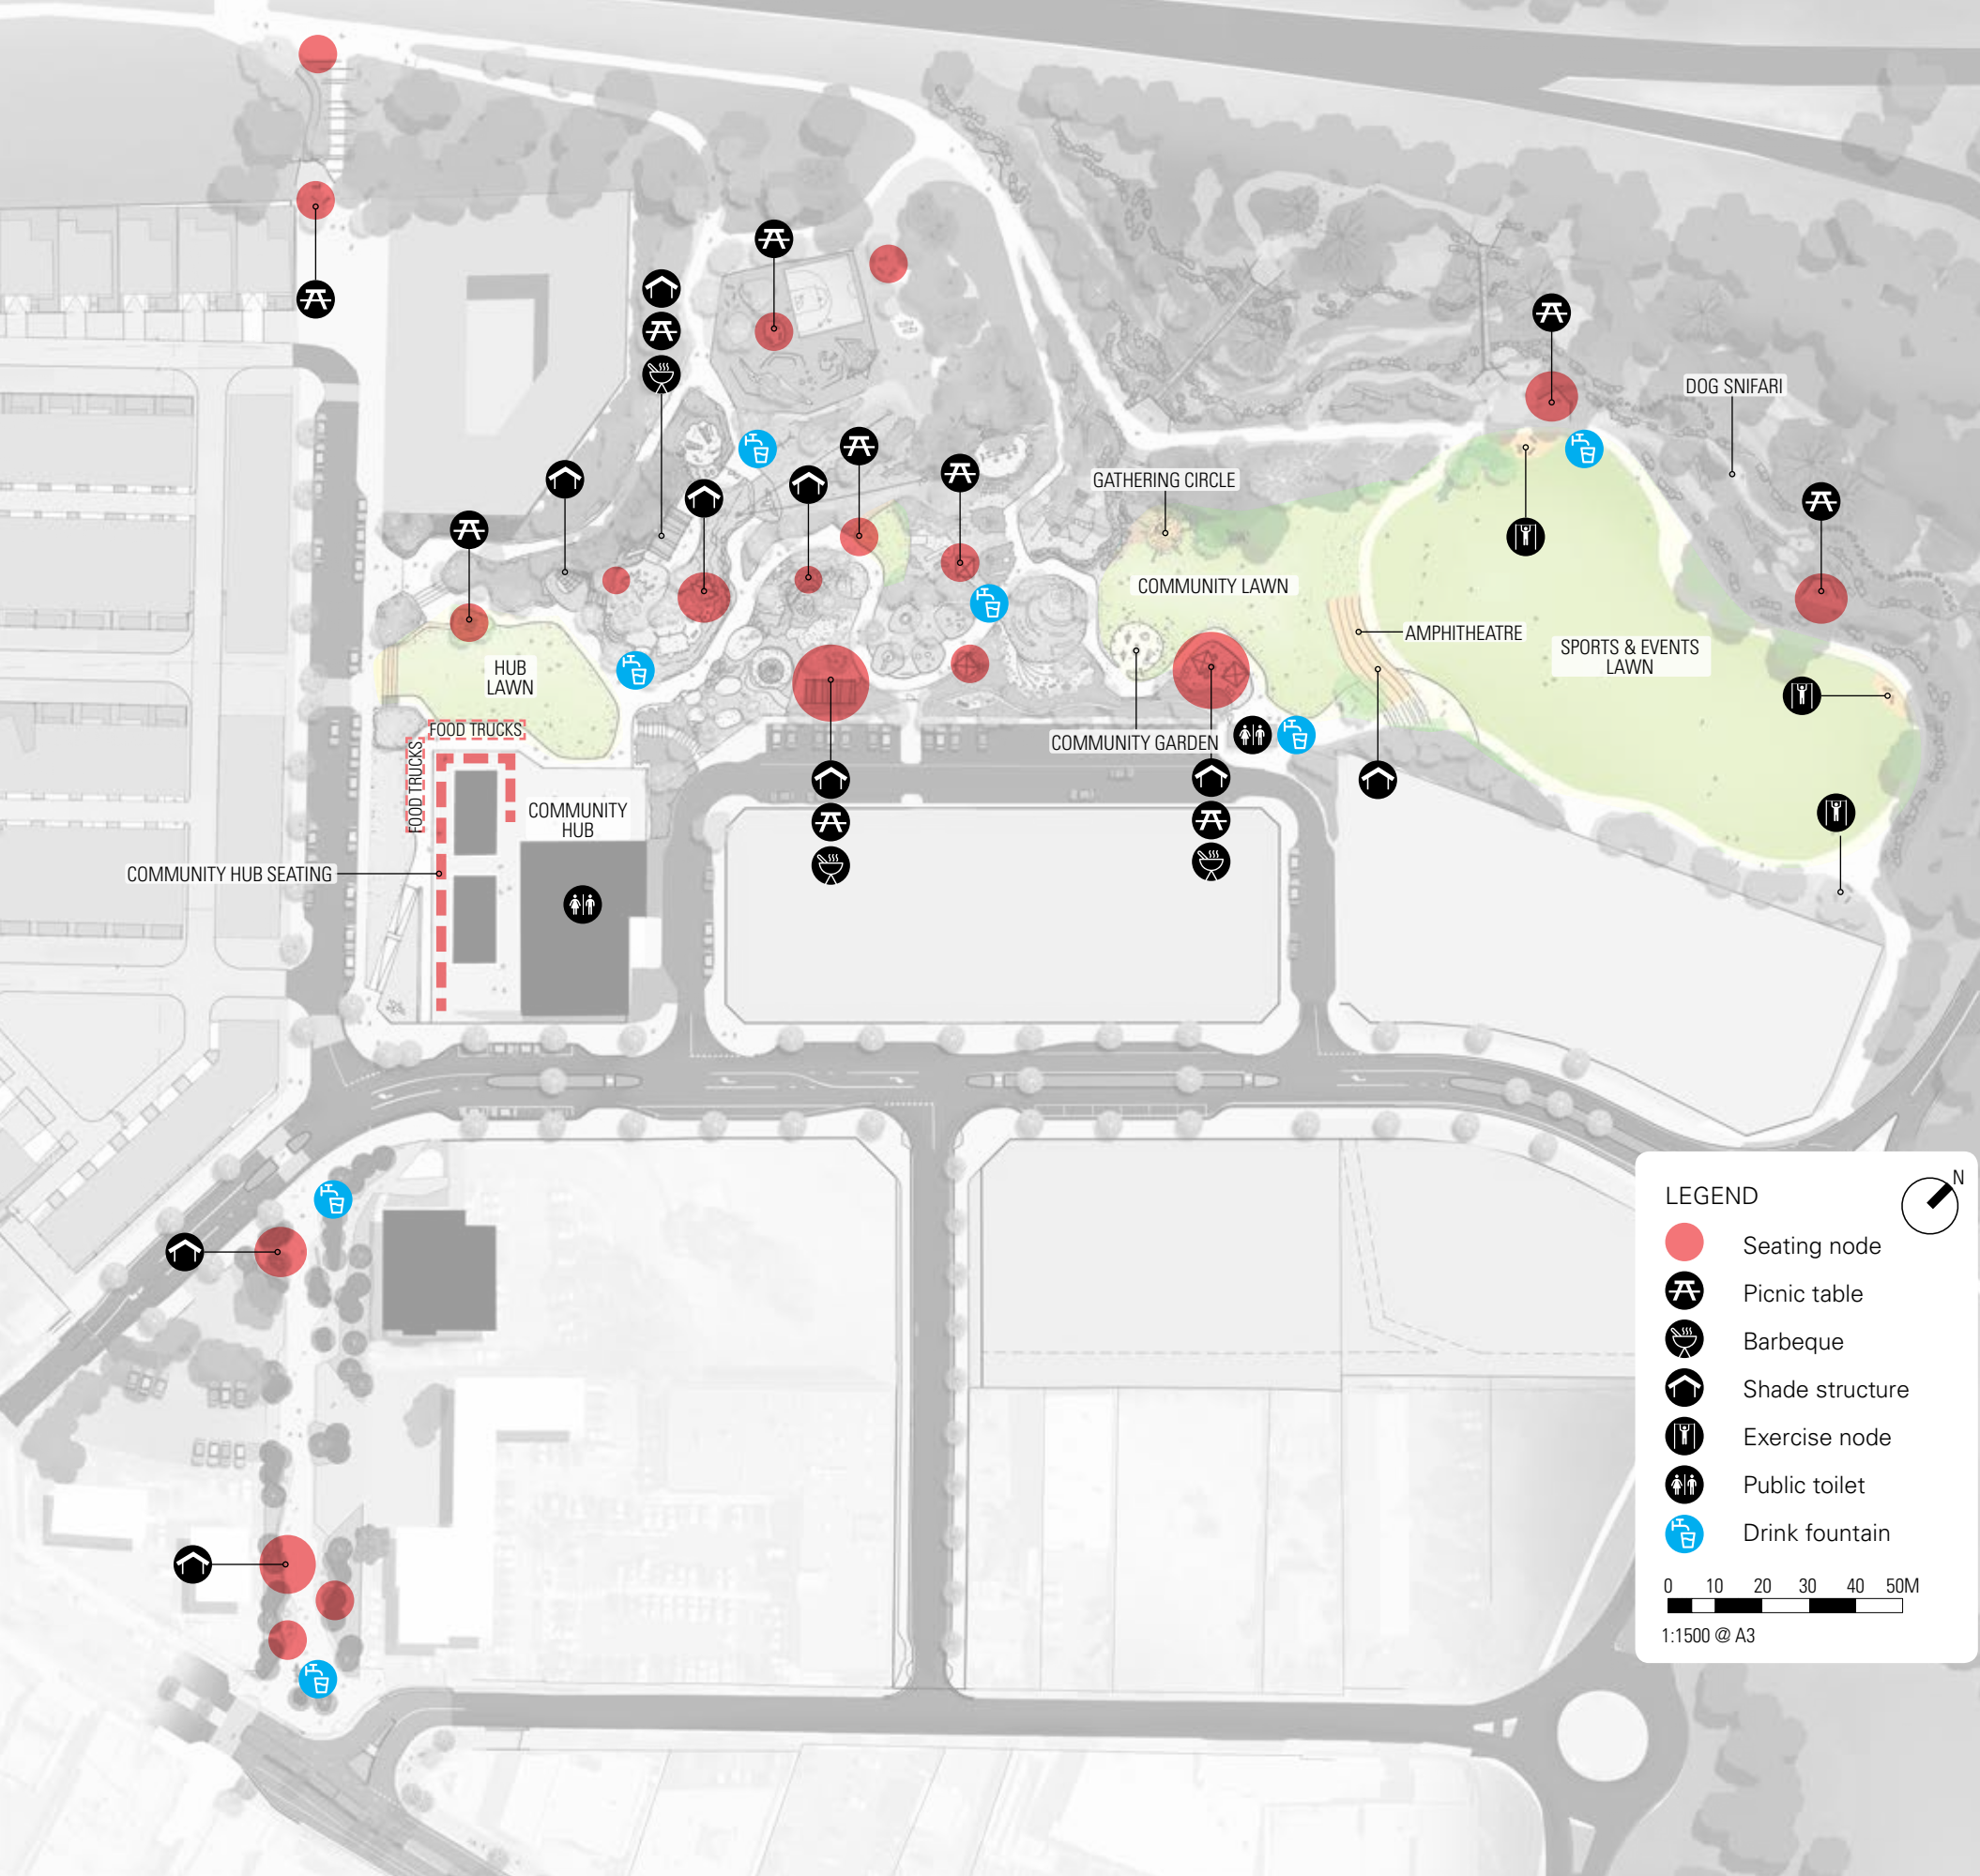 DOG SNIFARI
GATHERING CIRCLE
COMMUNITY LAWN
AMPHITHEATRE
SPORTS & EVENTS
LAWN
HUB
LAWN
FOOD TRUCKS
FOOD TRUCKS
COMMUNITY GARDEN
COMMUNITY
HUB
COMMUNITY HUB SEATING
LEGEND
N
Seating node
Picnic table
Barbeque
Shade structure
Exercise node
Public toilet
Drink fountain
0 10 20 30 40 50M
1:1500 @ A3